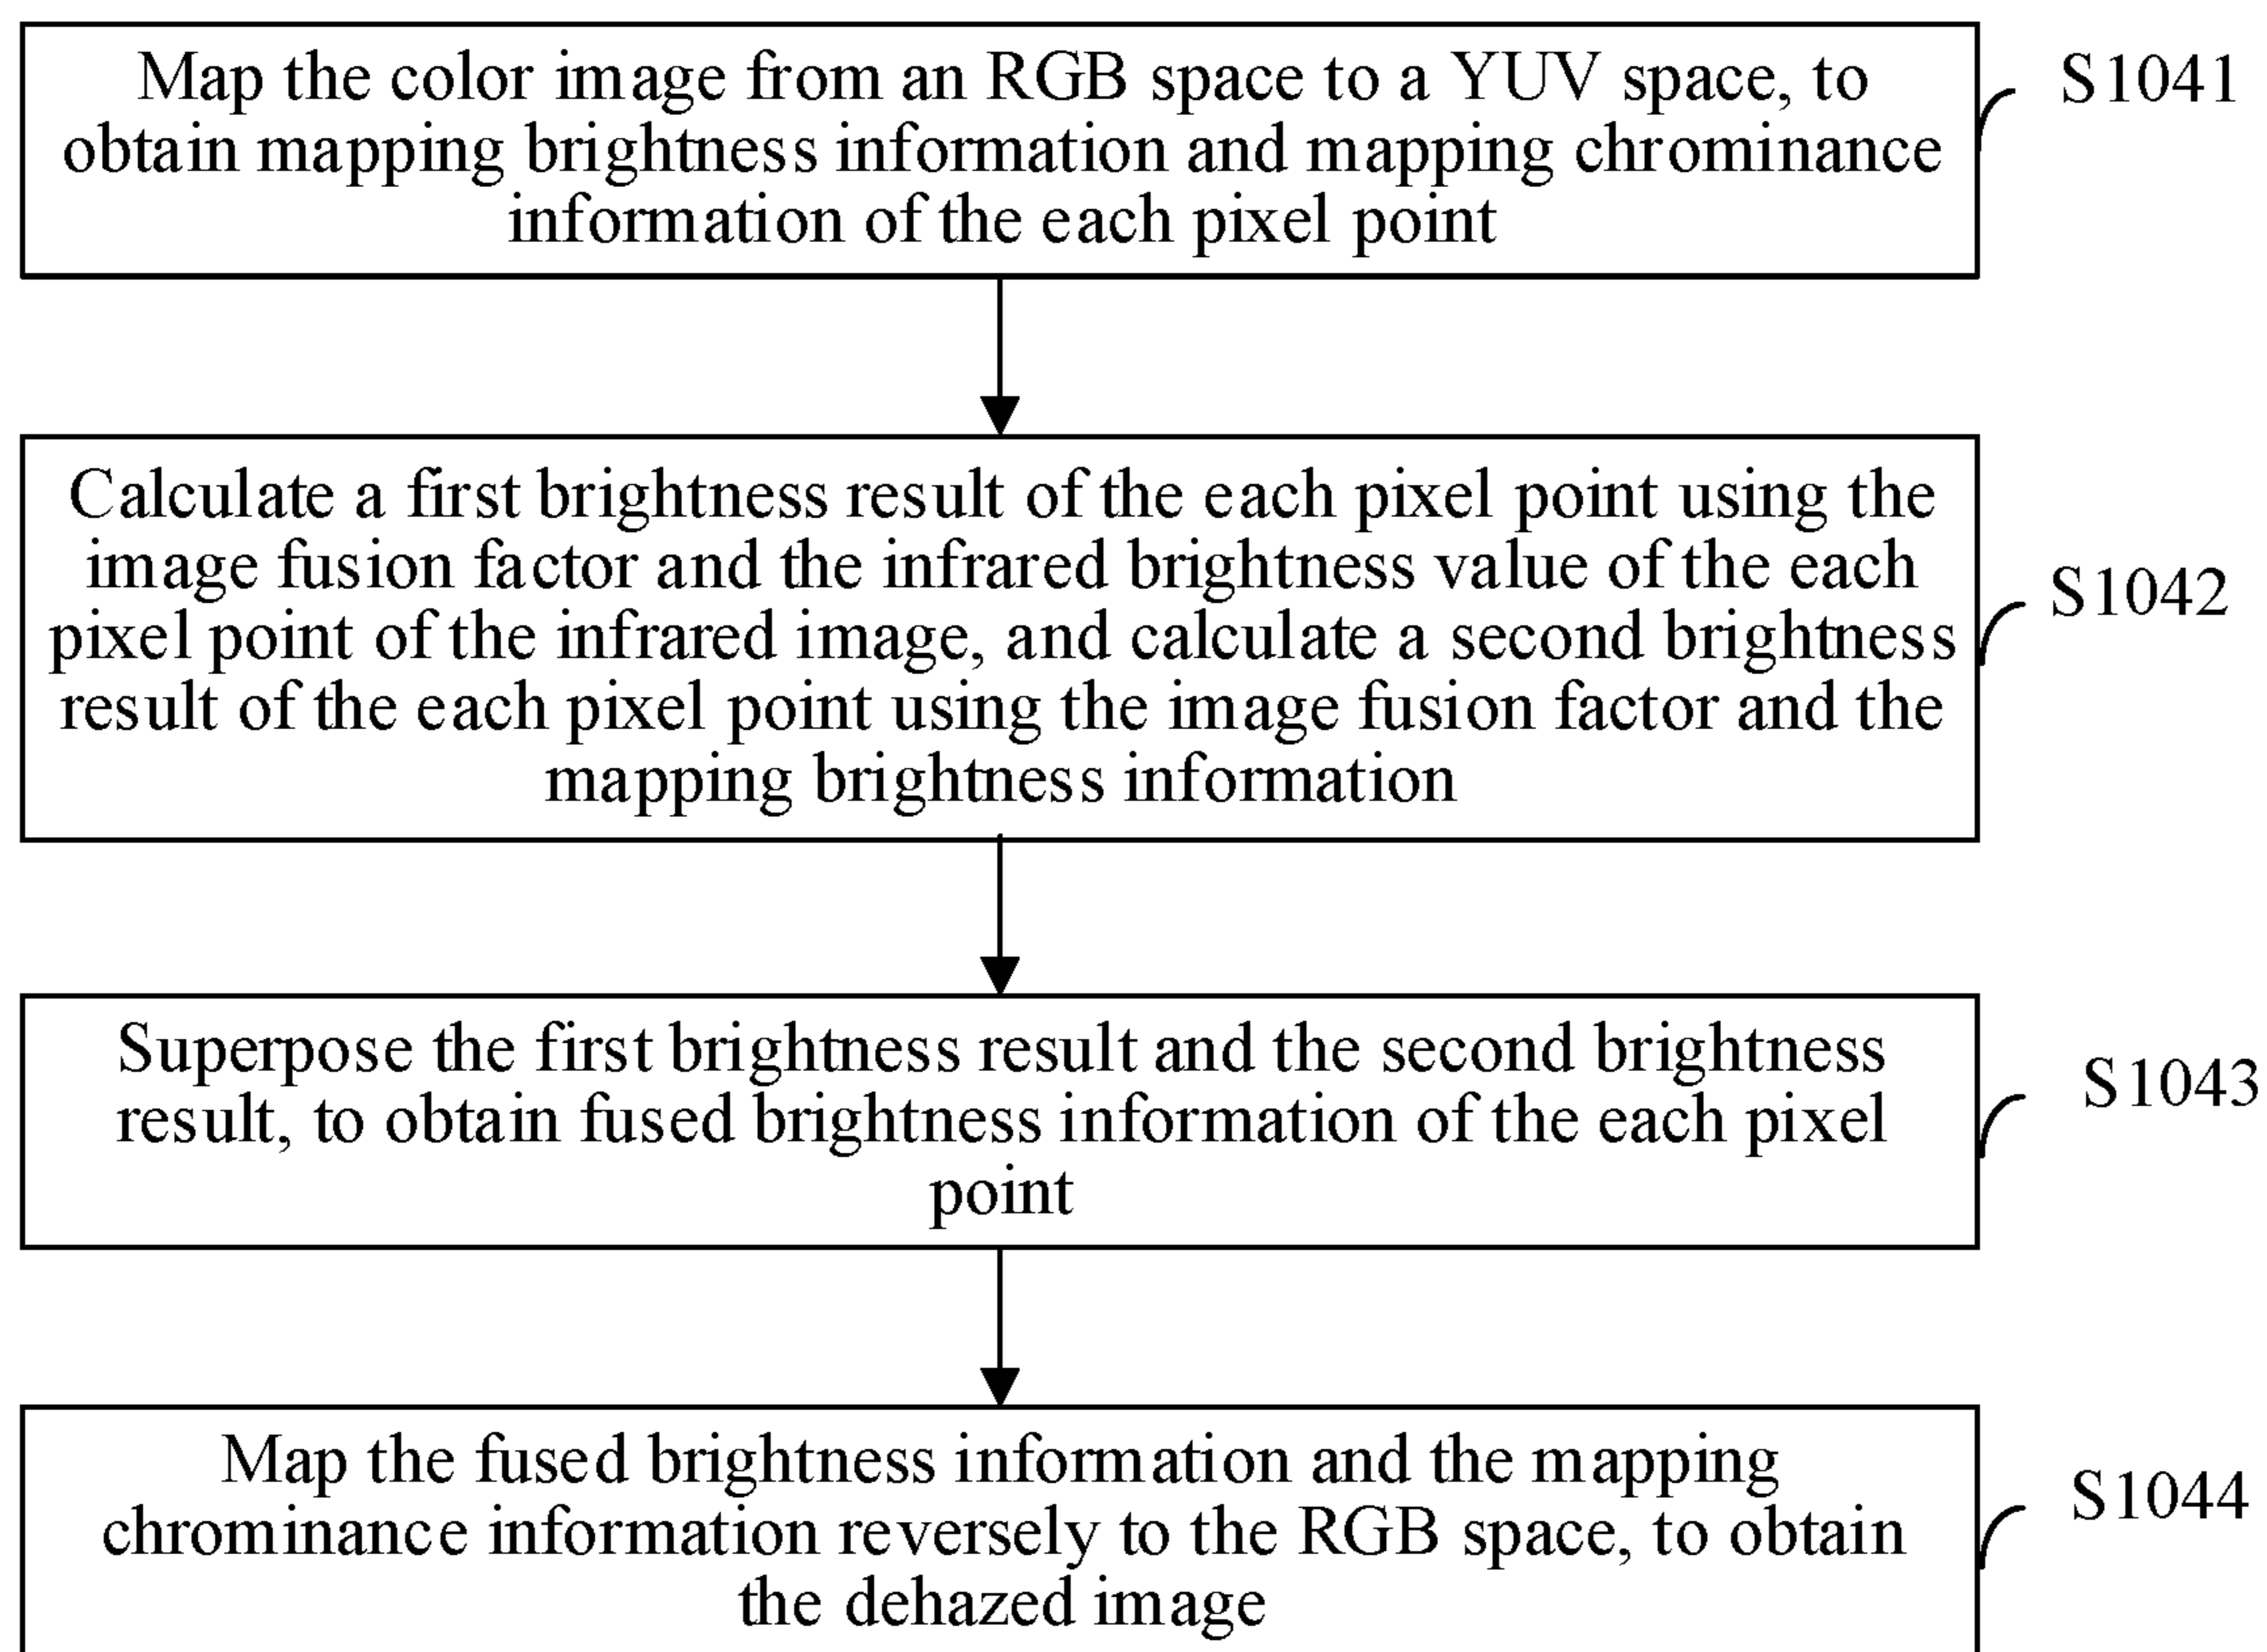 Map the color image from an RGB space to a YUV space, to
obtain mapping brightness information and mapping chrominance
information of the each pixel point
S1041
Calculate a first brightness result of the each pixel point using the
image fusion factor and the infrared brightness value of the each
pixel point of the infrared image, and calculate a second brightness
result of the each pixel point using the image fusion factor and the
mapping brightness information
S1042
Superpose the first brightness result and the second brightness
result, to obtain fused brightness information of the each pixel
point
S1043
Map the fused brightness information and the mapping
chrominance information reversely to the RGB space, to obtain
the dehazed image
S1044